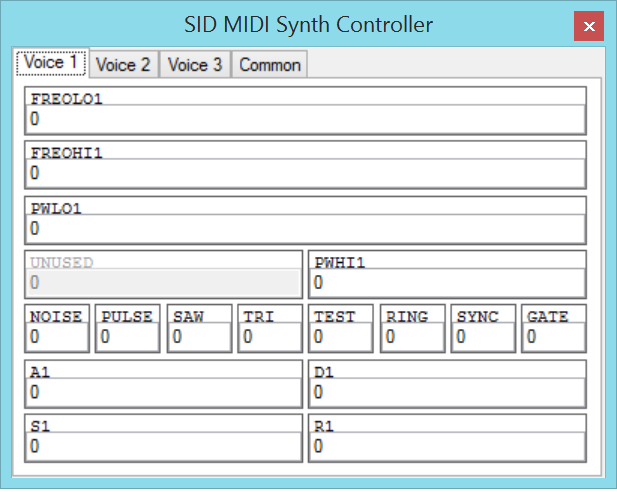 SID MIDI Synth Controller
Voice 1 Voice 2 Voice 3 Common
FREQLO1
0
FREQHI1
0
PWLO1
0
UNUSED PWHI1
0 0
NOISE PULSE SAW TRI TEST RING SYNC GATE
0 0 0 0 0 0 0 0
A1 D1
0 0
S1 R1
0 0